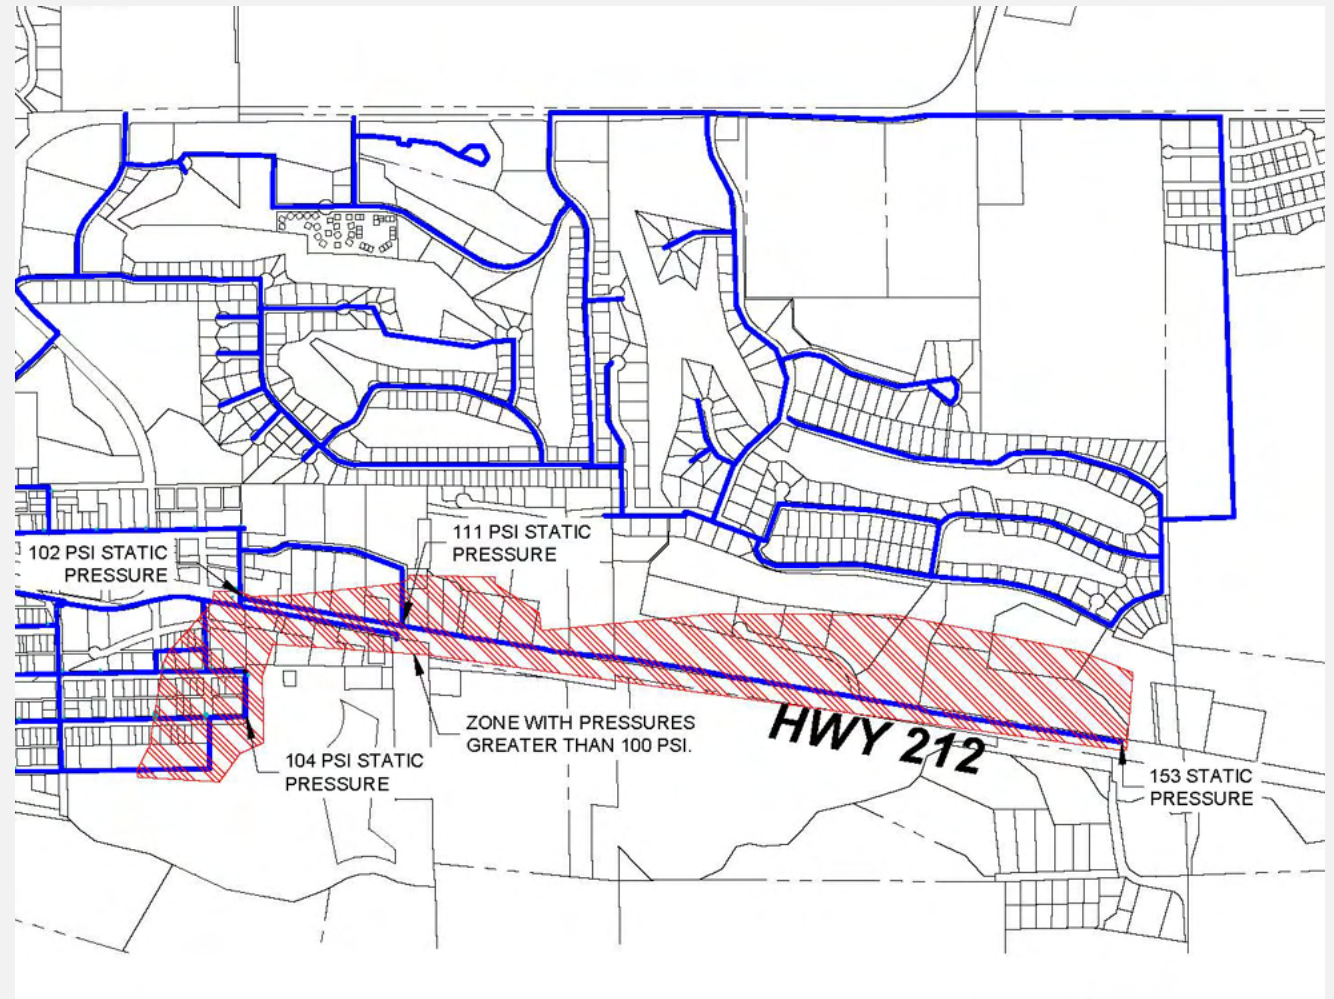 111 PSI STATIC
PRESSURE
102 PSI STATIC
PRESSURE
ZONE WITH PRESSURES
GREATER THAN 100 PSI.
HWY 212
104 PSI STATIC
PRESSURE
153 STATIC
PRESSURE